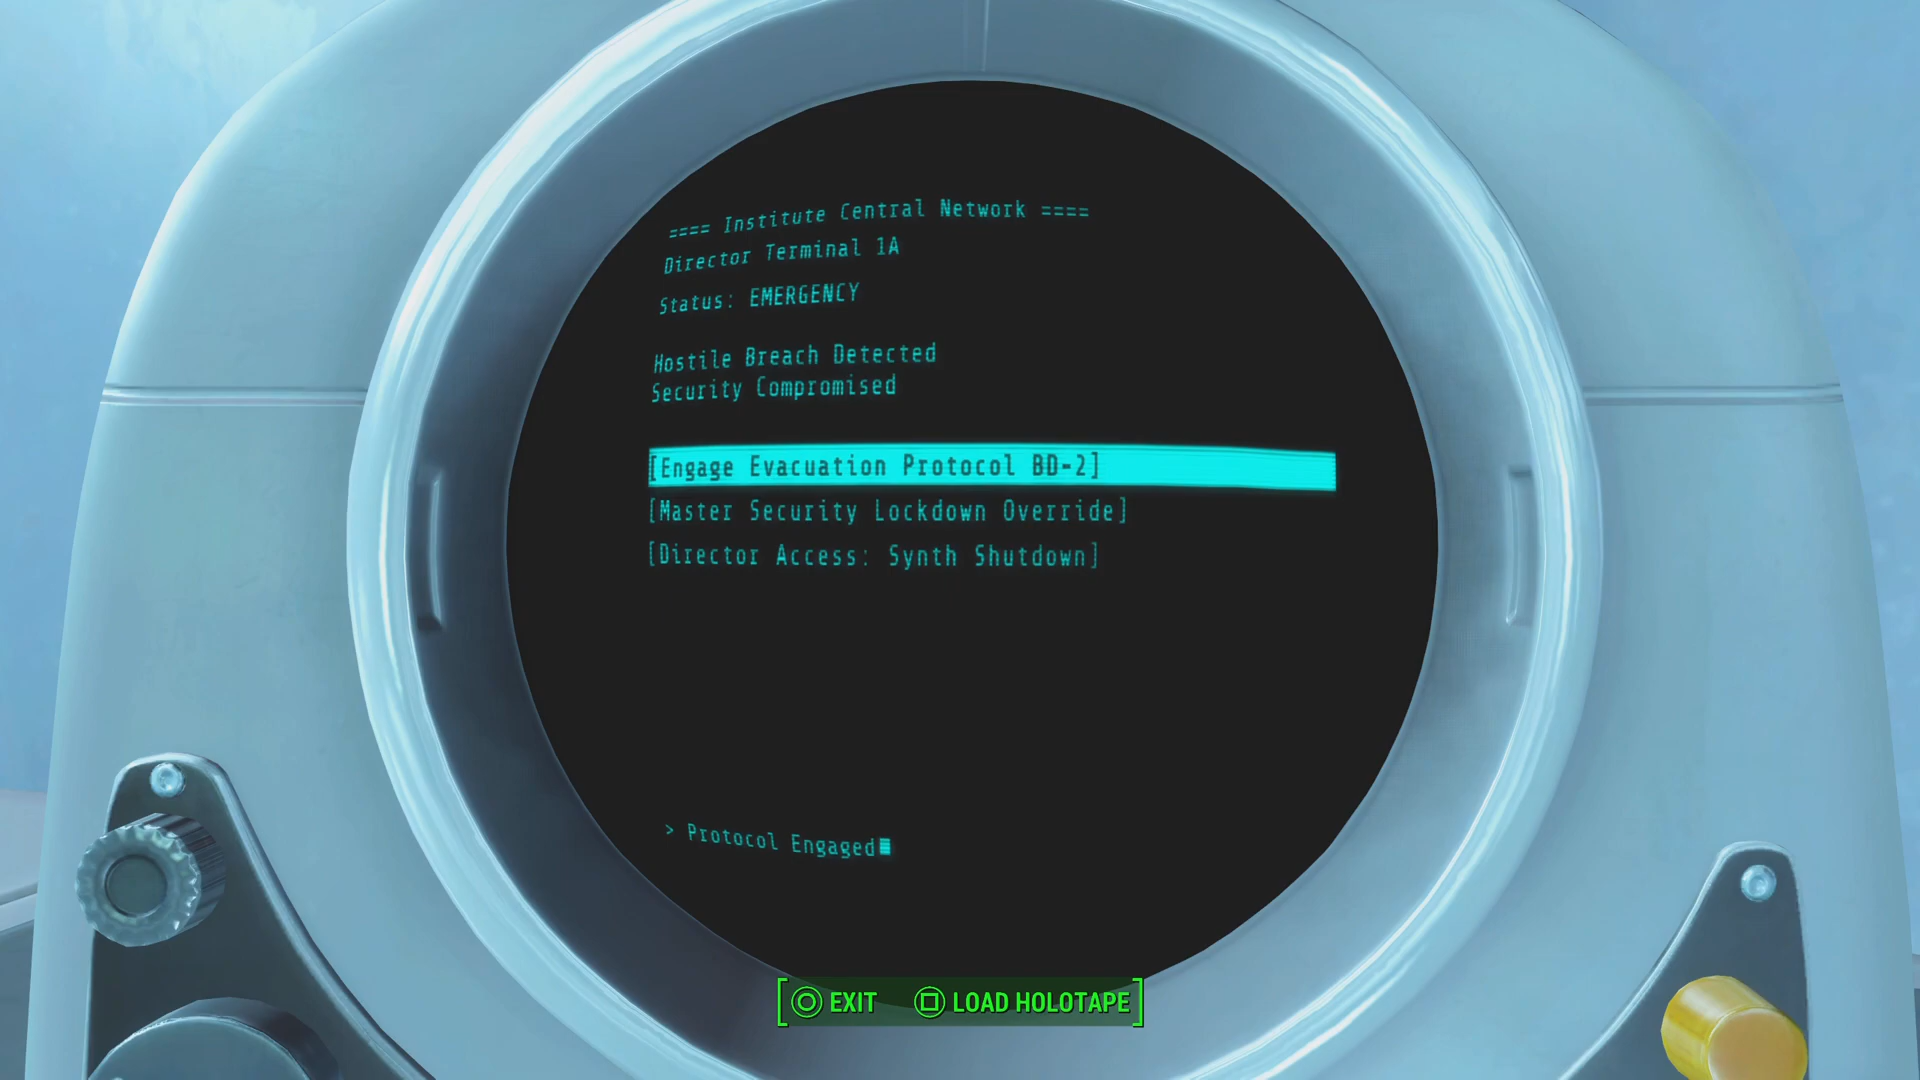 ==== Institute Central Network ====
Director Terminal 1A
Status: EMERGENCY
Hostile Breach Detected
Security Compromised
[Engage Evacuation Protocol BD-2]
[Master Security Lockdown Override]
[Director Access: Synth Shutdown]
> Protocol Engaged
EXIT LOAD HOLOTAPE